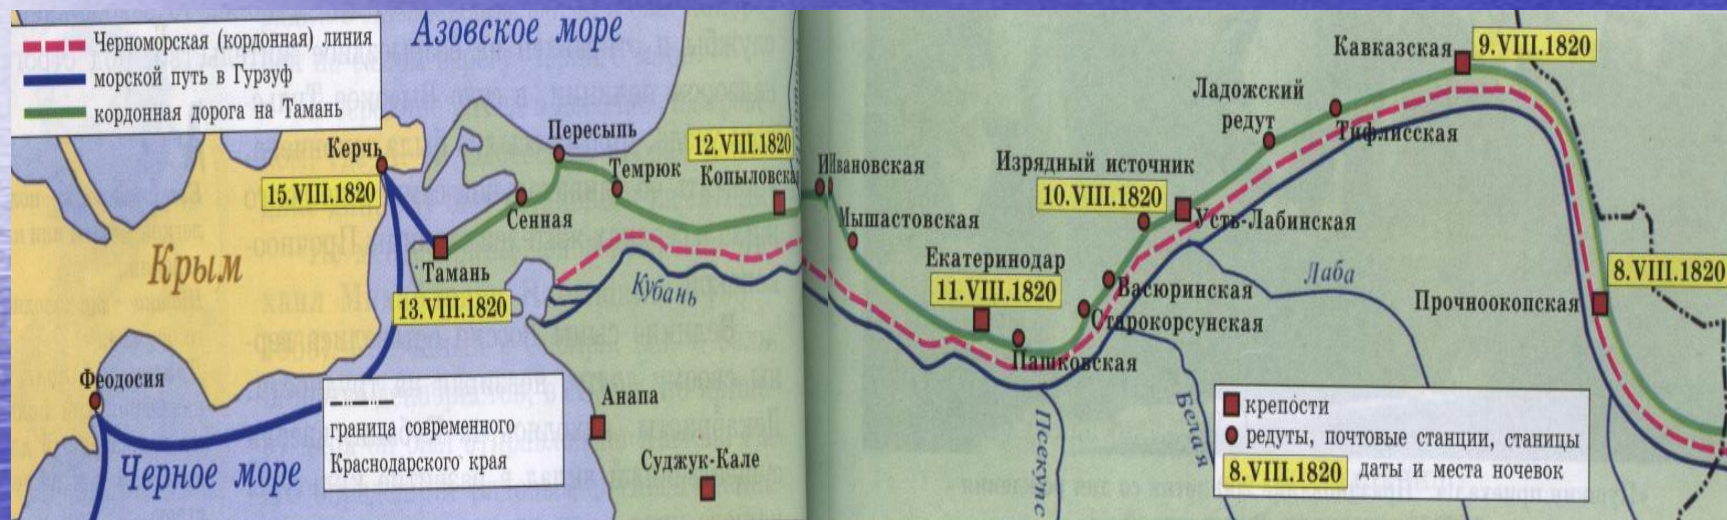 Азовское море
Черноморская (кордонная) линия
морской путь в Гурзуф
кордонная дорога на Тамань
Керчь
15.VIII.1820
Пересыпь
Темрюк
12.VIII.1820
Копыловская
Сенная
Тамань
13.VIII.1820
Крым
Кубань
Феодосия
Черное море
граница современного
Краснодарского края
Анапа
Суджук-Кале
Ивановская
Мышастовская
Екатеринодар
11.VIII.1820
Пашковская
Старокорсунская
Васюринская
Изрядный источник
10.VIII.1820
Усть-Лабинская
Ладожский
редут
Тифлисская
Кавказская
9.VIII.1820
Лаба
8.VIII.1820
Прочноокопская
Псекупс
Белая
крепости
редуты, почтовые станции, станицы
8.VIII.1820 даты и места ночевок